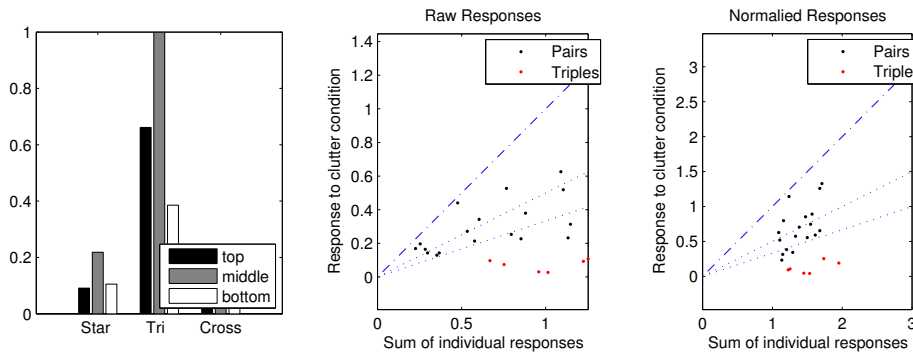 1
0.8
0.6
0.4
0.2
0
Star Tri Cross
top
middle
bottom
Raw Responses
Response to clutter condition
1.4
1.2
1
0.8
0.6
0.4
0.2
0
0 0.5 1
Sum of individual responses
Pairs
Triples
Normalied Responses
Response to clutter condition
3
2.5
2
1.5
1
0.5
0
0 1 2 3
Sum of individual responses
Pairs
Triple